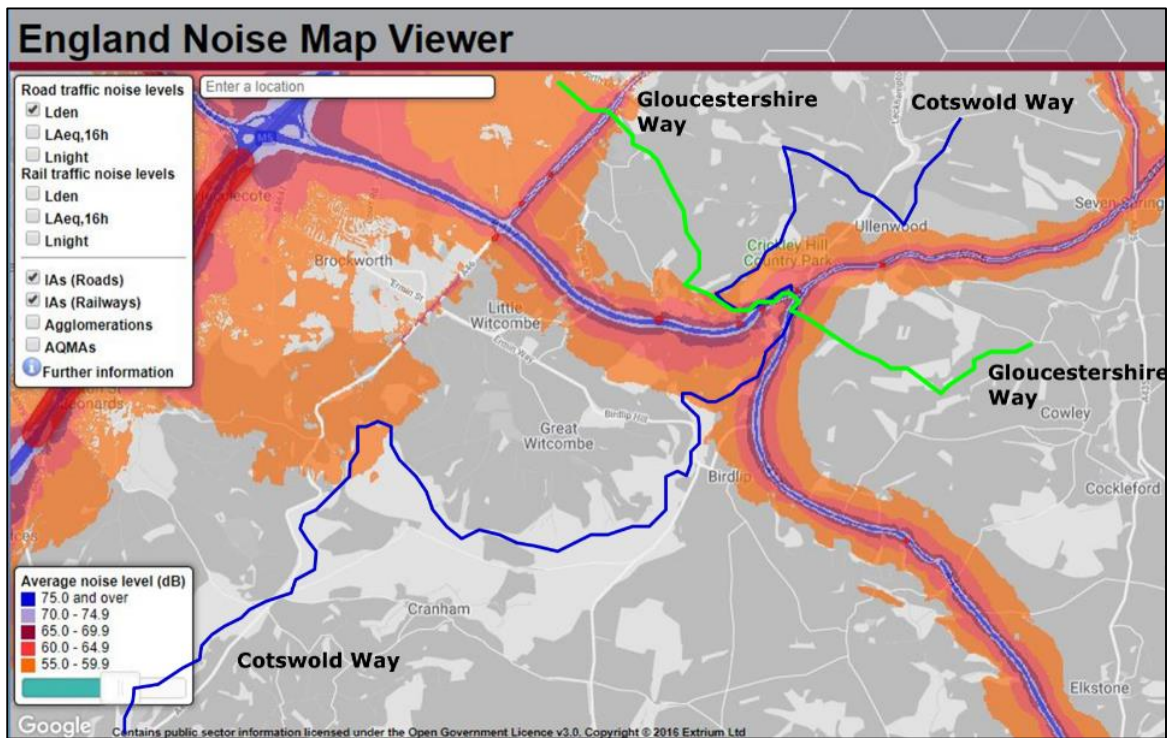 England Noise Map Viewer
Road traffic noise levels
Lden
LAeq,16h
Lnight
Rail traffic noise levels
Lden
LAeq,16h
Lnight
IAs (Roads)
IAs (Railways)
Agglomerations
AQMAs
Further information
Enter a location
Gloucestershire
Way
Cotswold Way
Seven Springs
Ullenwood
Crickley Hill
Country Park
Brockworth
Ermin St
A46
Little
Witcombe
Ermin Way
Gloucestershire
Way
Cowley
Birdlip Hill
Great
Witcombe
Birdlip
Cockleford
Average noise level (dB)
75.0 and over
70.0 - 74.9
65.0 - 69.9
60.0 - 64.9
55.0 - 59.9
Cranham
Cotswold Way
Elkstone
Google
Contains public sector information licensed under the Open Government Licence v3.0. Copyright © 2016 Extrium Ltd